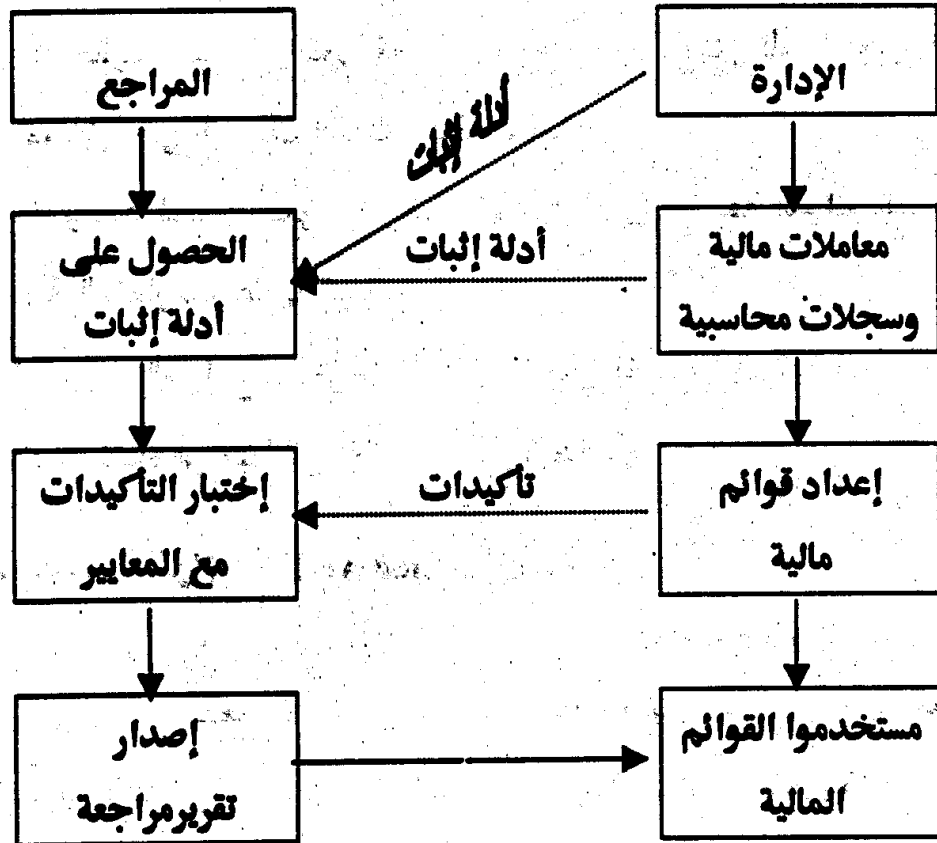 الإدارة
المراجع
أدلة إثبات
معاملات مالية
وسجلات محاسبية
أدلة إثبات
الحصول على
أدلة إثبات
إعداد قوائم
مالية
تأكيدات
إختبار التأكيدات
مع المعايير
مستخدموا القوائم
المالية
إصدار
تقريرمراجعة